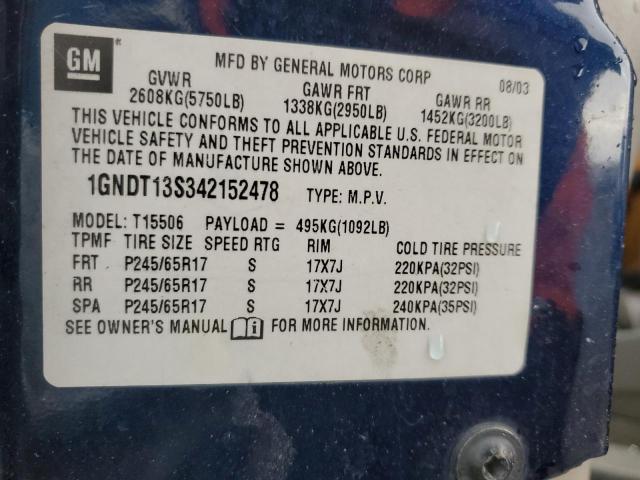 GM
MFD BY GENERAL MOTORS CORP 08/03
GVWR GAWR FRT GAWR RR
2608KG(5750LB) 1338KG(2950LB) 1452KG(3200LB)
THIS VEHICLE CONFORMS TO ALL APPLICABLE U.S. FEDERAL MOTOR
VEHICLE SAFETY AND THEFT PREVENTION STANDARDS IN EFFECT ON
THE DATE OF MANUFACTURE SHOWN ABOVE.
1GNDT13S342152478 TYPE: M.P.V.
MODEL: T15506 PAYLOAD = 495KG(1092LB)
TPMF TIRE SIZE SPEED RTG RIM COLD TIRE PRESSURE
FRT P245/65R17 S 17X7J 220KPA(32PSI)
RR P245/65R17 S 17X7J 220KPA(32PSI)
SPA P245/65R17 S 17X7J 240KPA(35PSI)
SEE OWNER'S MANUAL FOR MORE INFORMATION.